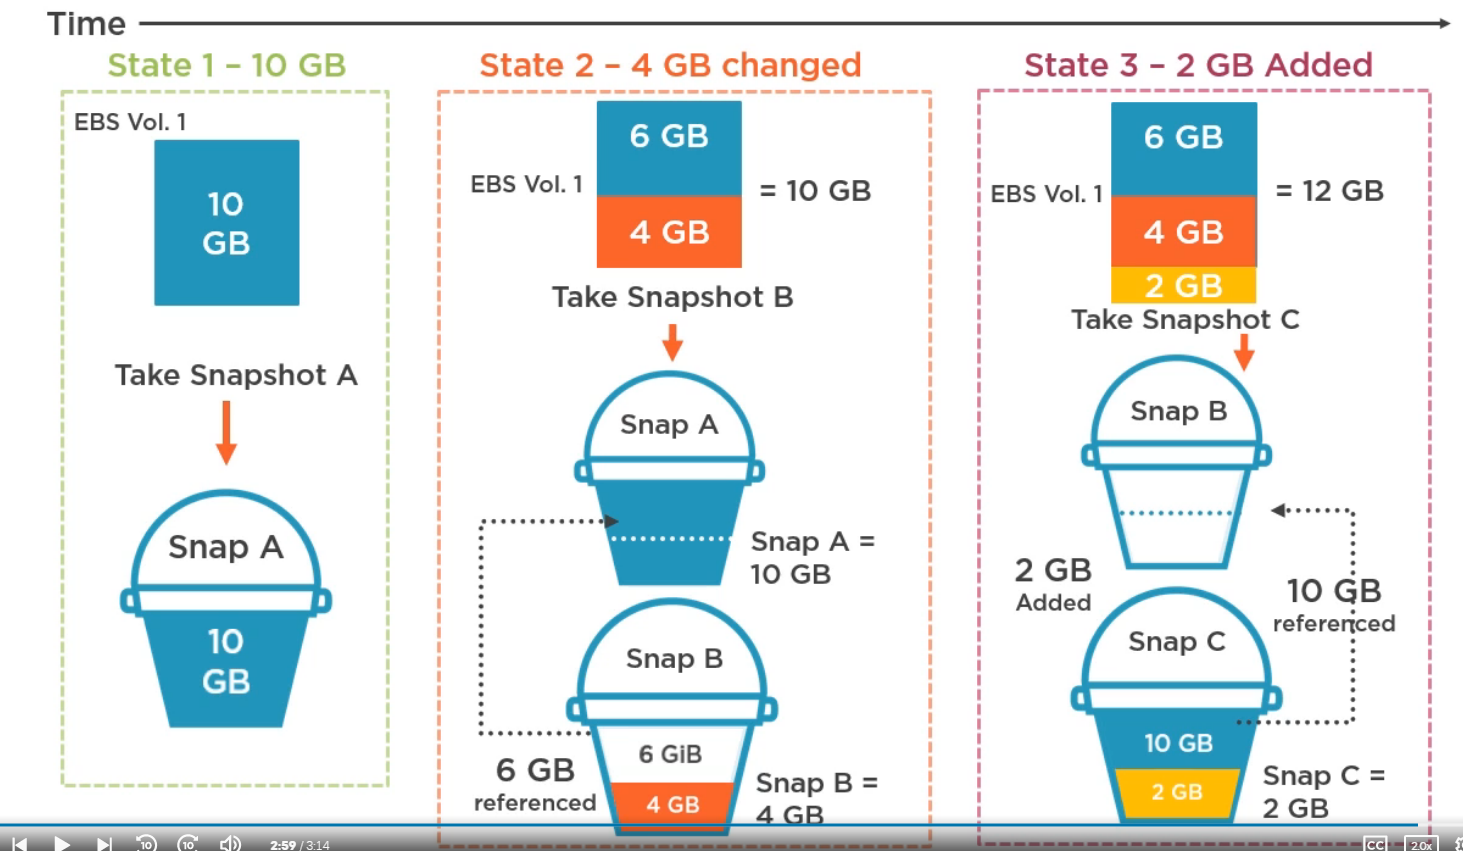 Time
State 1 – 10 GB
EBS Vol. 1
10
GB
Take Snapshot A
Snap A
10
GB
State 2 – 4 GB changed
6 GB
EBS Vol. 1
= 10 GB
4 GB
Take Snapshot B
Snap A
Snap A =
10 GB
Snap B
6 GiB
6 GB
referenced
4 GB
Snap B =
4 GB
State 3 – 2 GB Added
6 GB
EBS Vol. 1
= 12 GB
4 GB
2 GB
Take Snapshot C
Snap B
2 GB
Added
10 GB
referenced
Snap C
10 GB
2 GB
Snap C =
2 GB
10
10
2:59 / 3:14
CC
2.0x